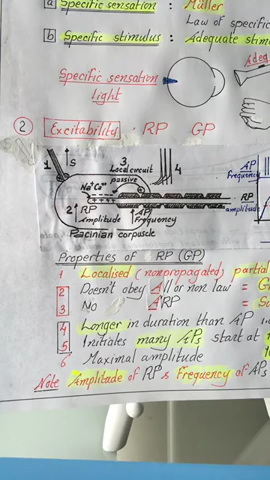 a Specific sensation : Müller
Law of specific
b Specific stimulus : Adequate stim
Specific sensation
light
Adeq
2 Excitability RP GP
1 S 3 4
Local circuit
passive
AP
Frequency
Na+ Ca++
2 RP AP
Amplitude Frequency
RP
amplitude
Pacinian corpuscle
Properties of RP (GP)
1 Localised (nonpropagated) partial
2 Doesn't obey All or non law =
3 No ARP =
4 Longer in duration than AP
5 Initiates many APs start at
6 Maximal amplitude
Note Amplitude of RP & Frequency of APs